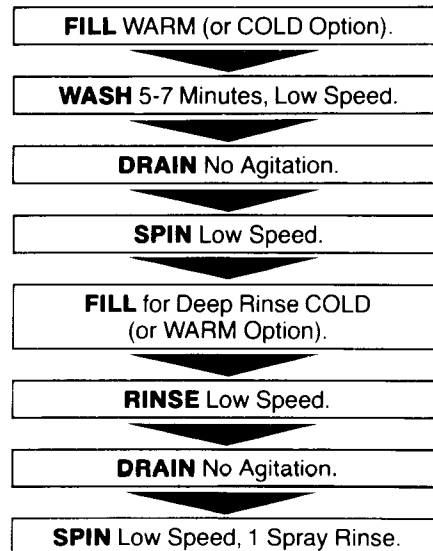 FILL WARM (or COLD Option).
WASH 5-7 Minutes, Low Speed.
DRAIN No Agitation.
SPIN Low Speed.
FILL for Deep Rinse COLD
(or WARM Option).
RINSE Low Speed.
DRAIN No Agitation.
SPIN Low Speed, 1 Spray Rinse.